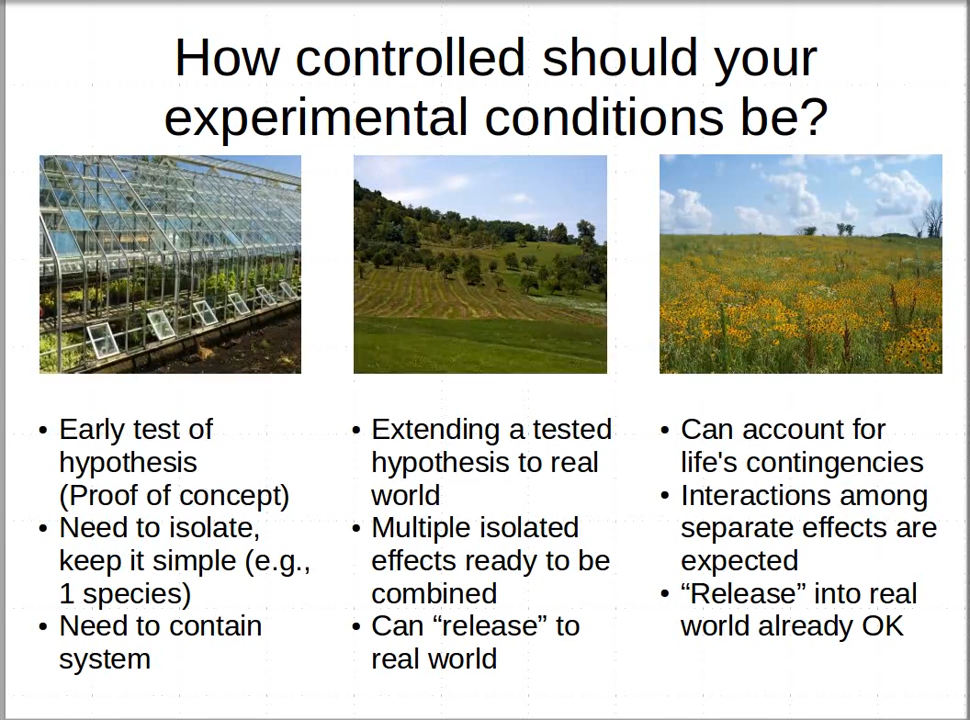 How controlled should your
experimental conditions be?
• Early test of
hypothesis
(Proof of concept)
• Need to isolate,
keep it simple (e.g.,
1 species)
• Need to contain
system
• Extending a tested
hypothesis to real
world
• Multiple isolated
effects ready to be
combined
• Can “release” to
real world
• Can account for
life's contingencies
• Interactions among
separate effects are
expected
• “Release” into real
world already OK